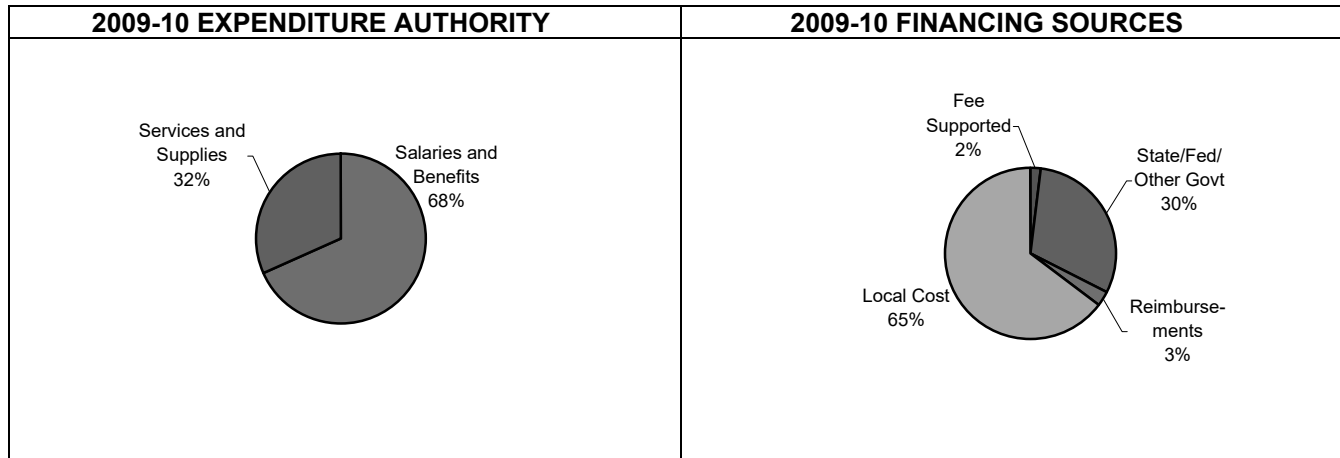 2009-10 EXPENDITURE AUTHORITY
2009-10 FINANCING SOURCES
Services and
Supplies
32%
Salaries and
Benefits
68%
Fee
Supported
2%
State/Fed/
Other Govt
30%
Local Cost
65%
Reimburse-
ments
3%